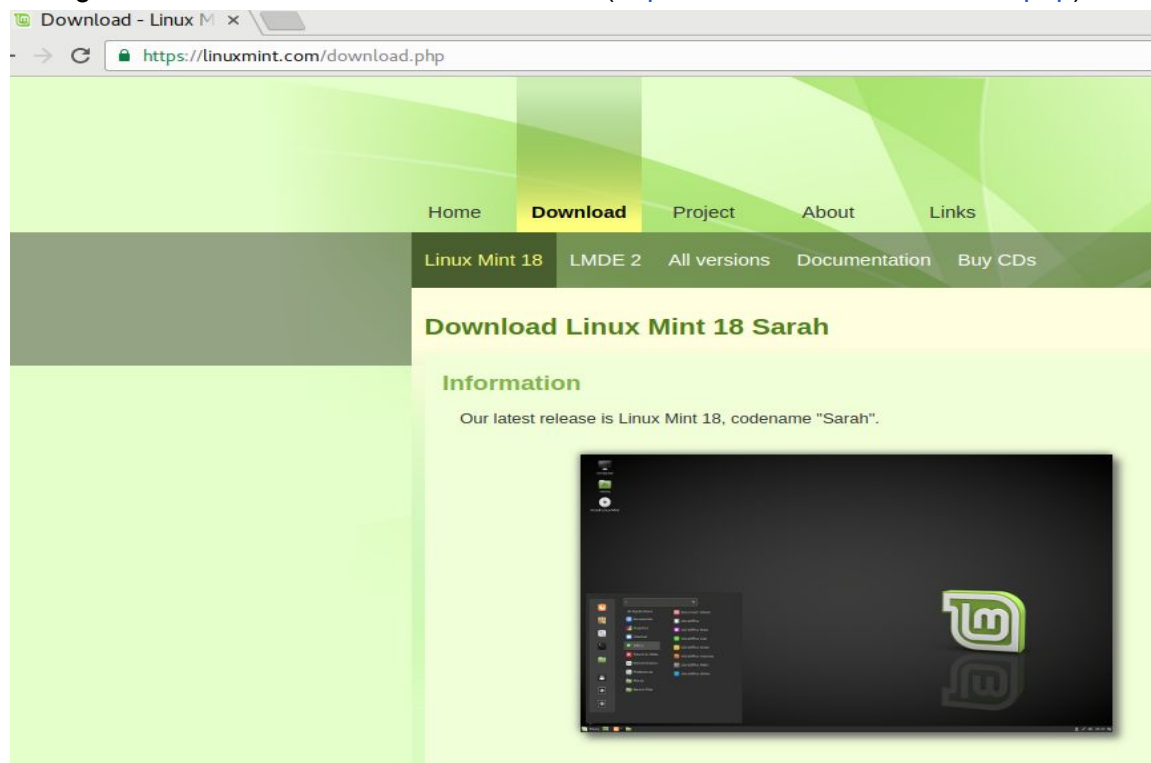 Download - Linux M ×
https://linuxmint.com/download.php
Home Download Project About Links
Linux Mint 18 LMDE 2 All versions Documentation Buy CDs
Download Linux Mint 18 Sarah
Information
Our latest release is Linux Mint 18, codename "Sarah".
lm